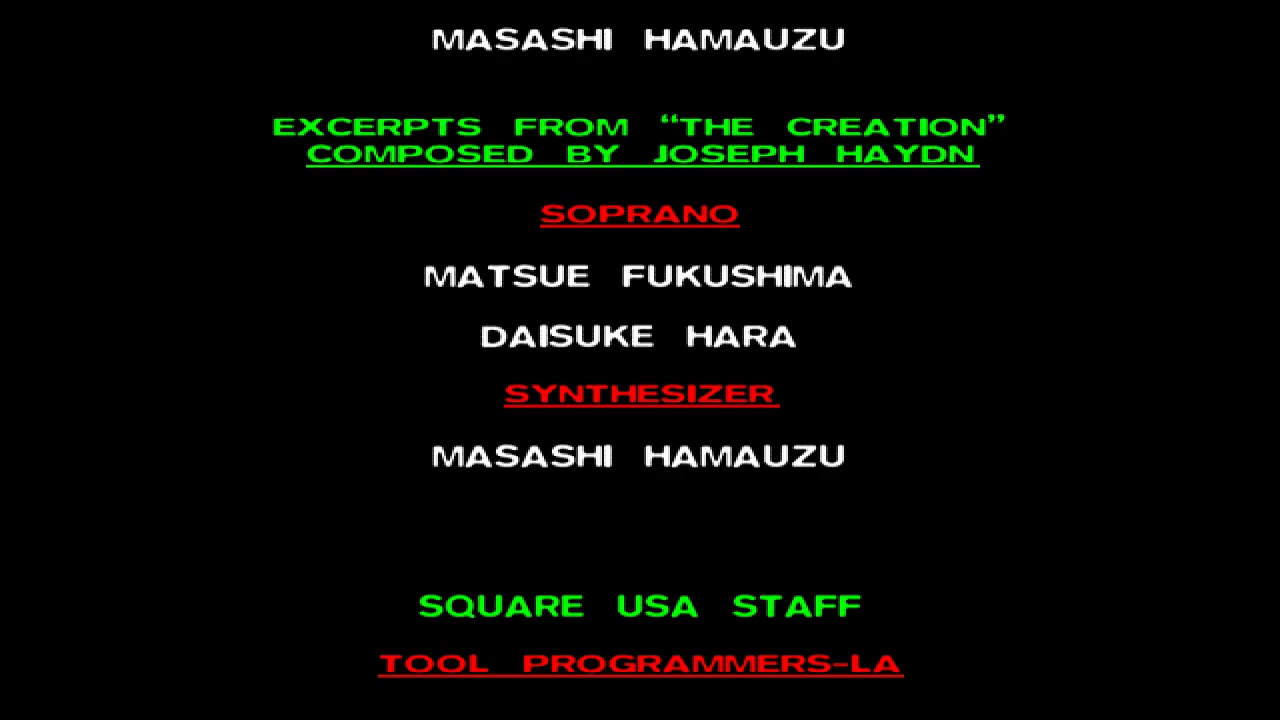 MASASHI HAMAUZU
EXCERPTS FROM “THE CREATION”
COMPOSED BY JOSEPH HAYDN
SOPRANO
MATSUE FUKUSHIMA
DAISUKE HARA
SYNTHESIZER
MASASHI HAMAUZU
SQUARE USA STAFF
TOOL PROGRAMMERS-LA